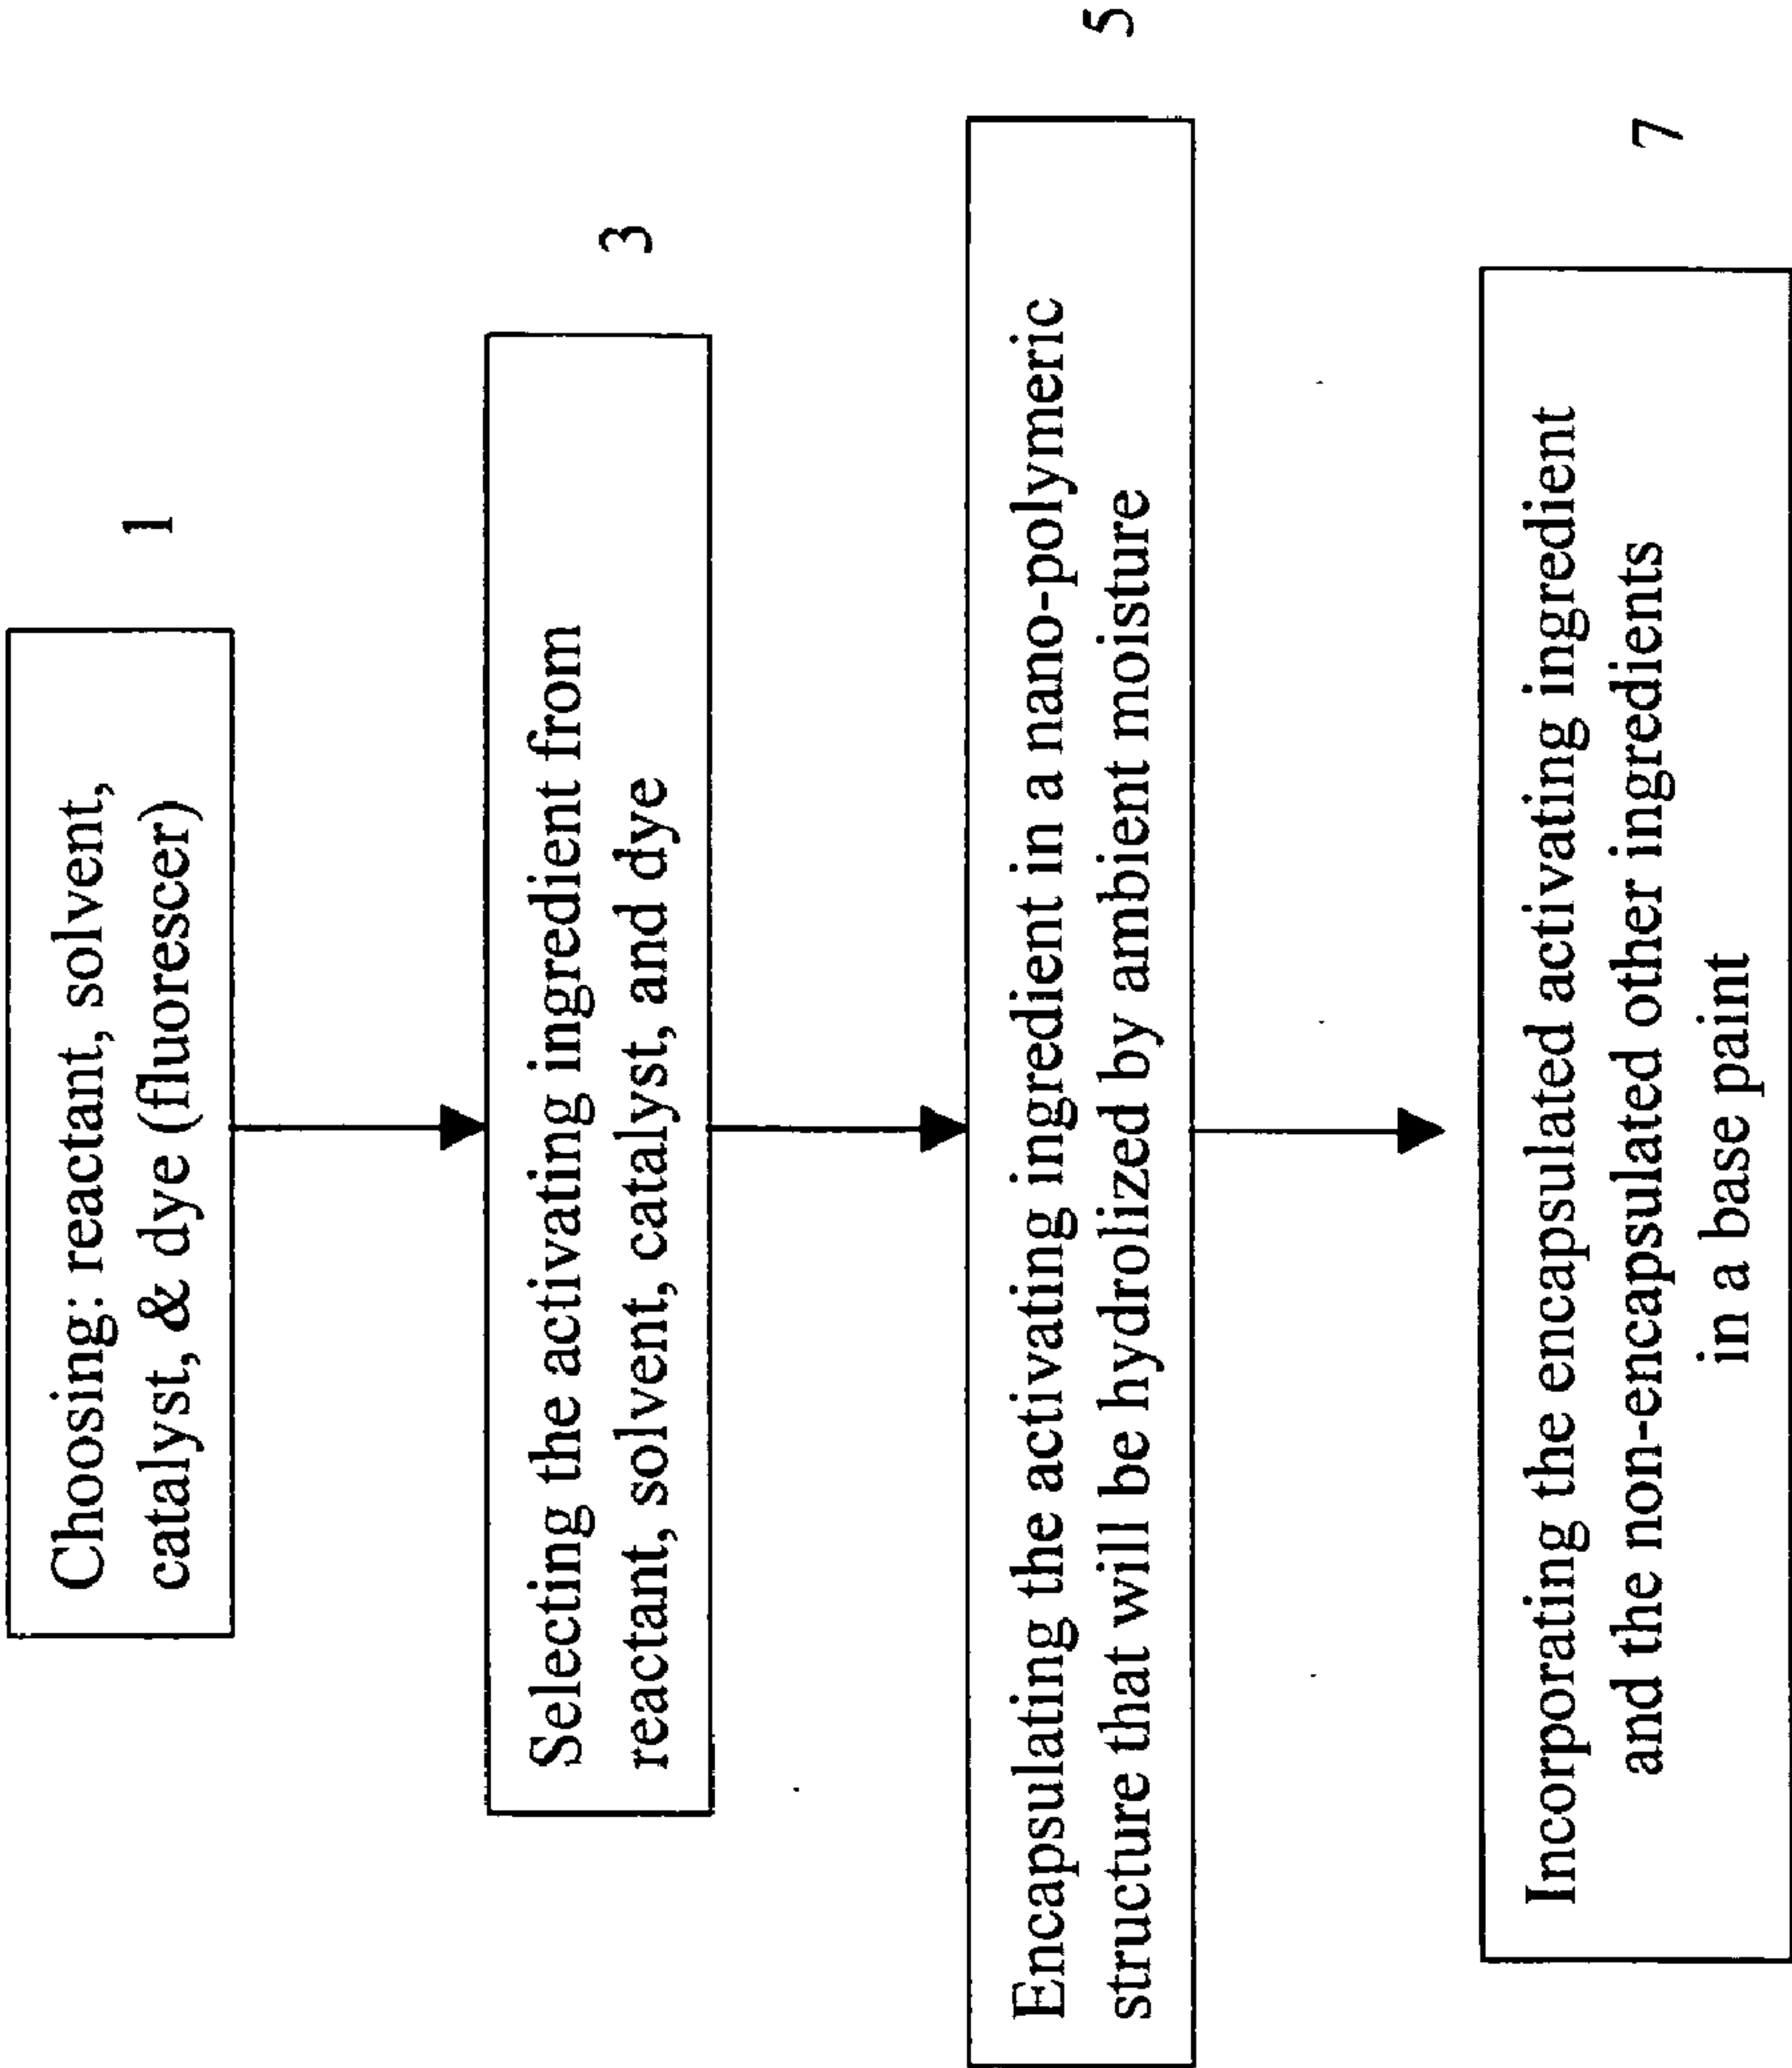 Choosing: reactant, solvent,
catalyst, & dye (fluorescer)
1
Selecting the activating ingredient from
reactant, solvent, catalyst, and dye
3
Encapsulating the activating ingredient in a nano-polymeric
structure that will be hydrolized by ambient moisture
5
Incorporating the encapsulated activating ingredient
and the non-encapsulated other ingredients
in a base paint
7